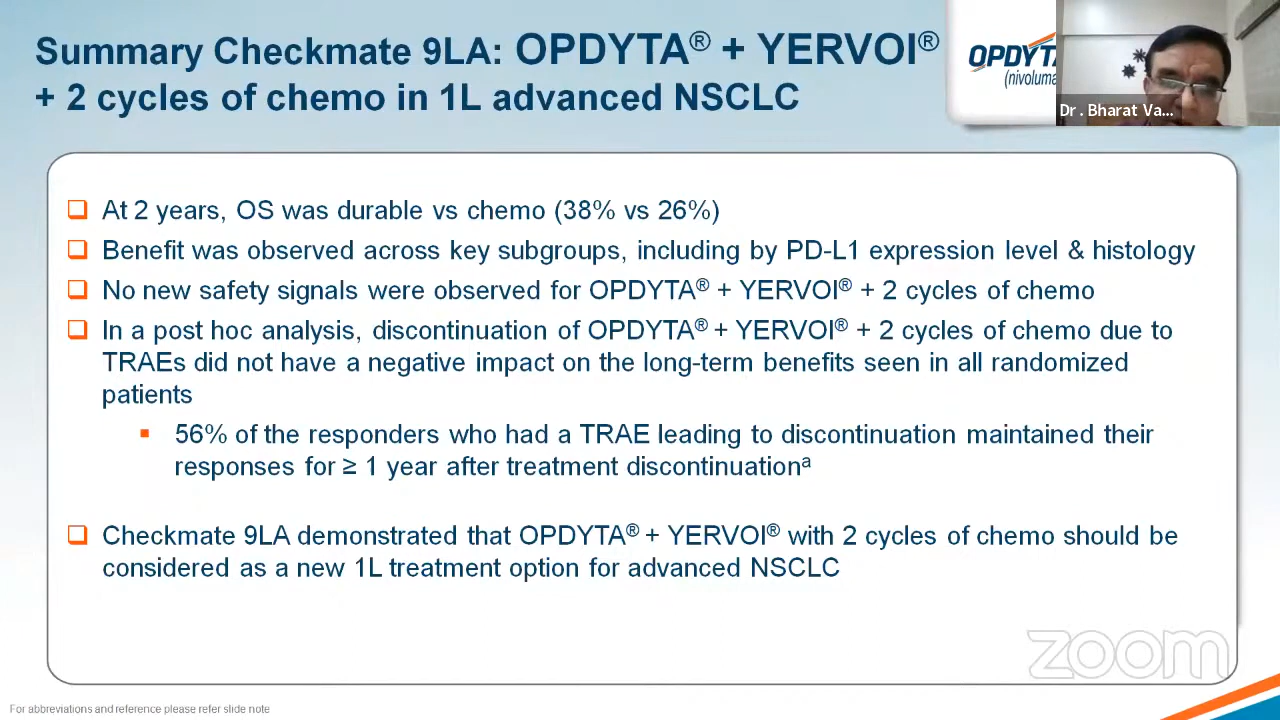 Summary Checkmate 9LA: OPDYTA® + YERVOI®
+ 2 cycles of chemo in 1L advanced NSCLC
OPDYTA
(nivoluma
Dr . Bharat Va...
❑ At 2 years, OS was durable vs chemo (38% vs 26%)
❑ Benefit was observed across key subgroups, including by PD-L1 expression level & histology
❑ No new safety signals were observed for OPDYTA® + YERVOI® + 2 cycles of chemo
❑ In a post hoc analysis, discontinuation of OPDYTA® + YERVOI® + 2 cycles of chemo due to
TRAEs did not have a negative impact on the long-term benefits seen in all randomized
patients
▪ 56% of the responders who had a TRAE leading to discontinuation maintained their
responses for ≥ 1 year after treatment discontinuationᵃ
❑ Checkmate 9LA demonstrated that OPDYTA® + YERVOI® with 2 cycles of chemo should be
considered as a new 1L treatment option for advanced NSCLC
zoom
For abbreviations and reference please refer slide note